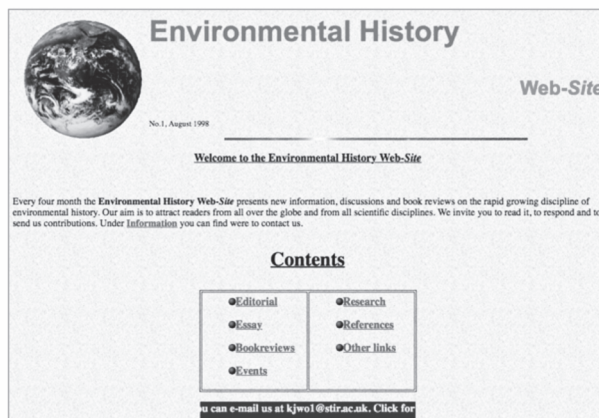 Environmental History
Web-Site
No.1, August 1998
Welcome to the Environmental History Web-Site
Every four month the Environmental History Web-Site presents new information, discussions and book reviews on the rapid growing discipline of
environmental history. Our aim is to attract readers from all over the globe and from all scientific disciplines. We invite you to read it, to respond and to
send us contributions. Under Information you can find were to contact us.
Contents
Editorial
Essay
Bookreviews
Events
Research
References
Other links
u can e-mail us at kjwo1@stir.ac.uk. Click for